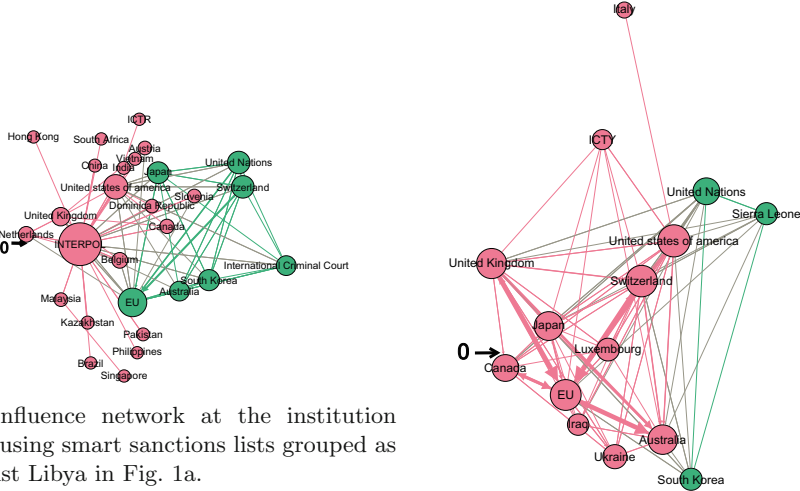 Italy
ICTR
Hong Kong
South Africa
ICTY
Austria
Vietnam
China
India
Japan
United Nations
United states of america
Switzerland
Slovenia
Dominica Republic
United Nations
Sierra Leone
United Kingdom
Canada
Netherlands
INTERPOL
0
United states of america
Belgium
International Criminal Court
United Kingdom
Switzerland
South Korea
Australia
Malaysia
EU
Kazakhstan
Japan
Pakistan
Luxembourg
0
Philippines
Brazil
Canada
Singapore
EU
nfluence network at the institution
using smart sanctions lists grouped as
st Libya in Fig. 1a.
Iraq
Australia
Ukraine
South Korea